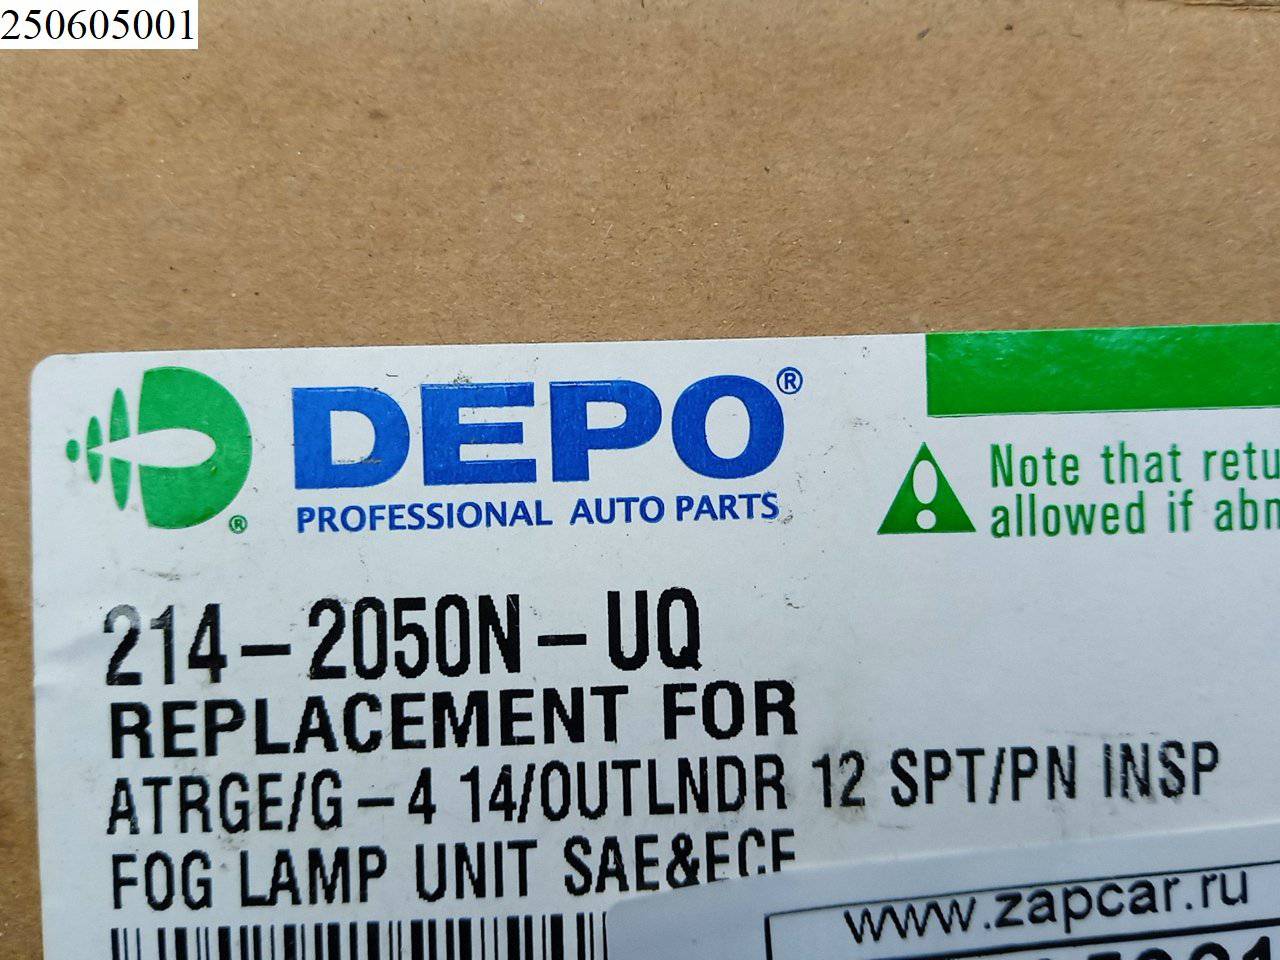 250605001
DEPO®
PROFESSIONAL AUTO PARTS
®
Note that retu
allowed if abn
214-2050N-UQ
REPLACEMENT FOR
ATRGE/G-4 14/OUTLNDR 12 SPT/PN INSP
FOG LAMP UNIT SAE&ECE
www.zapcar.ru